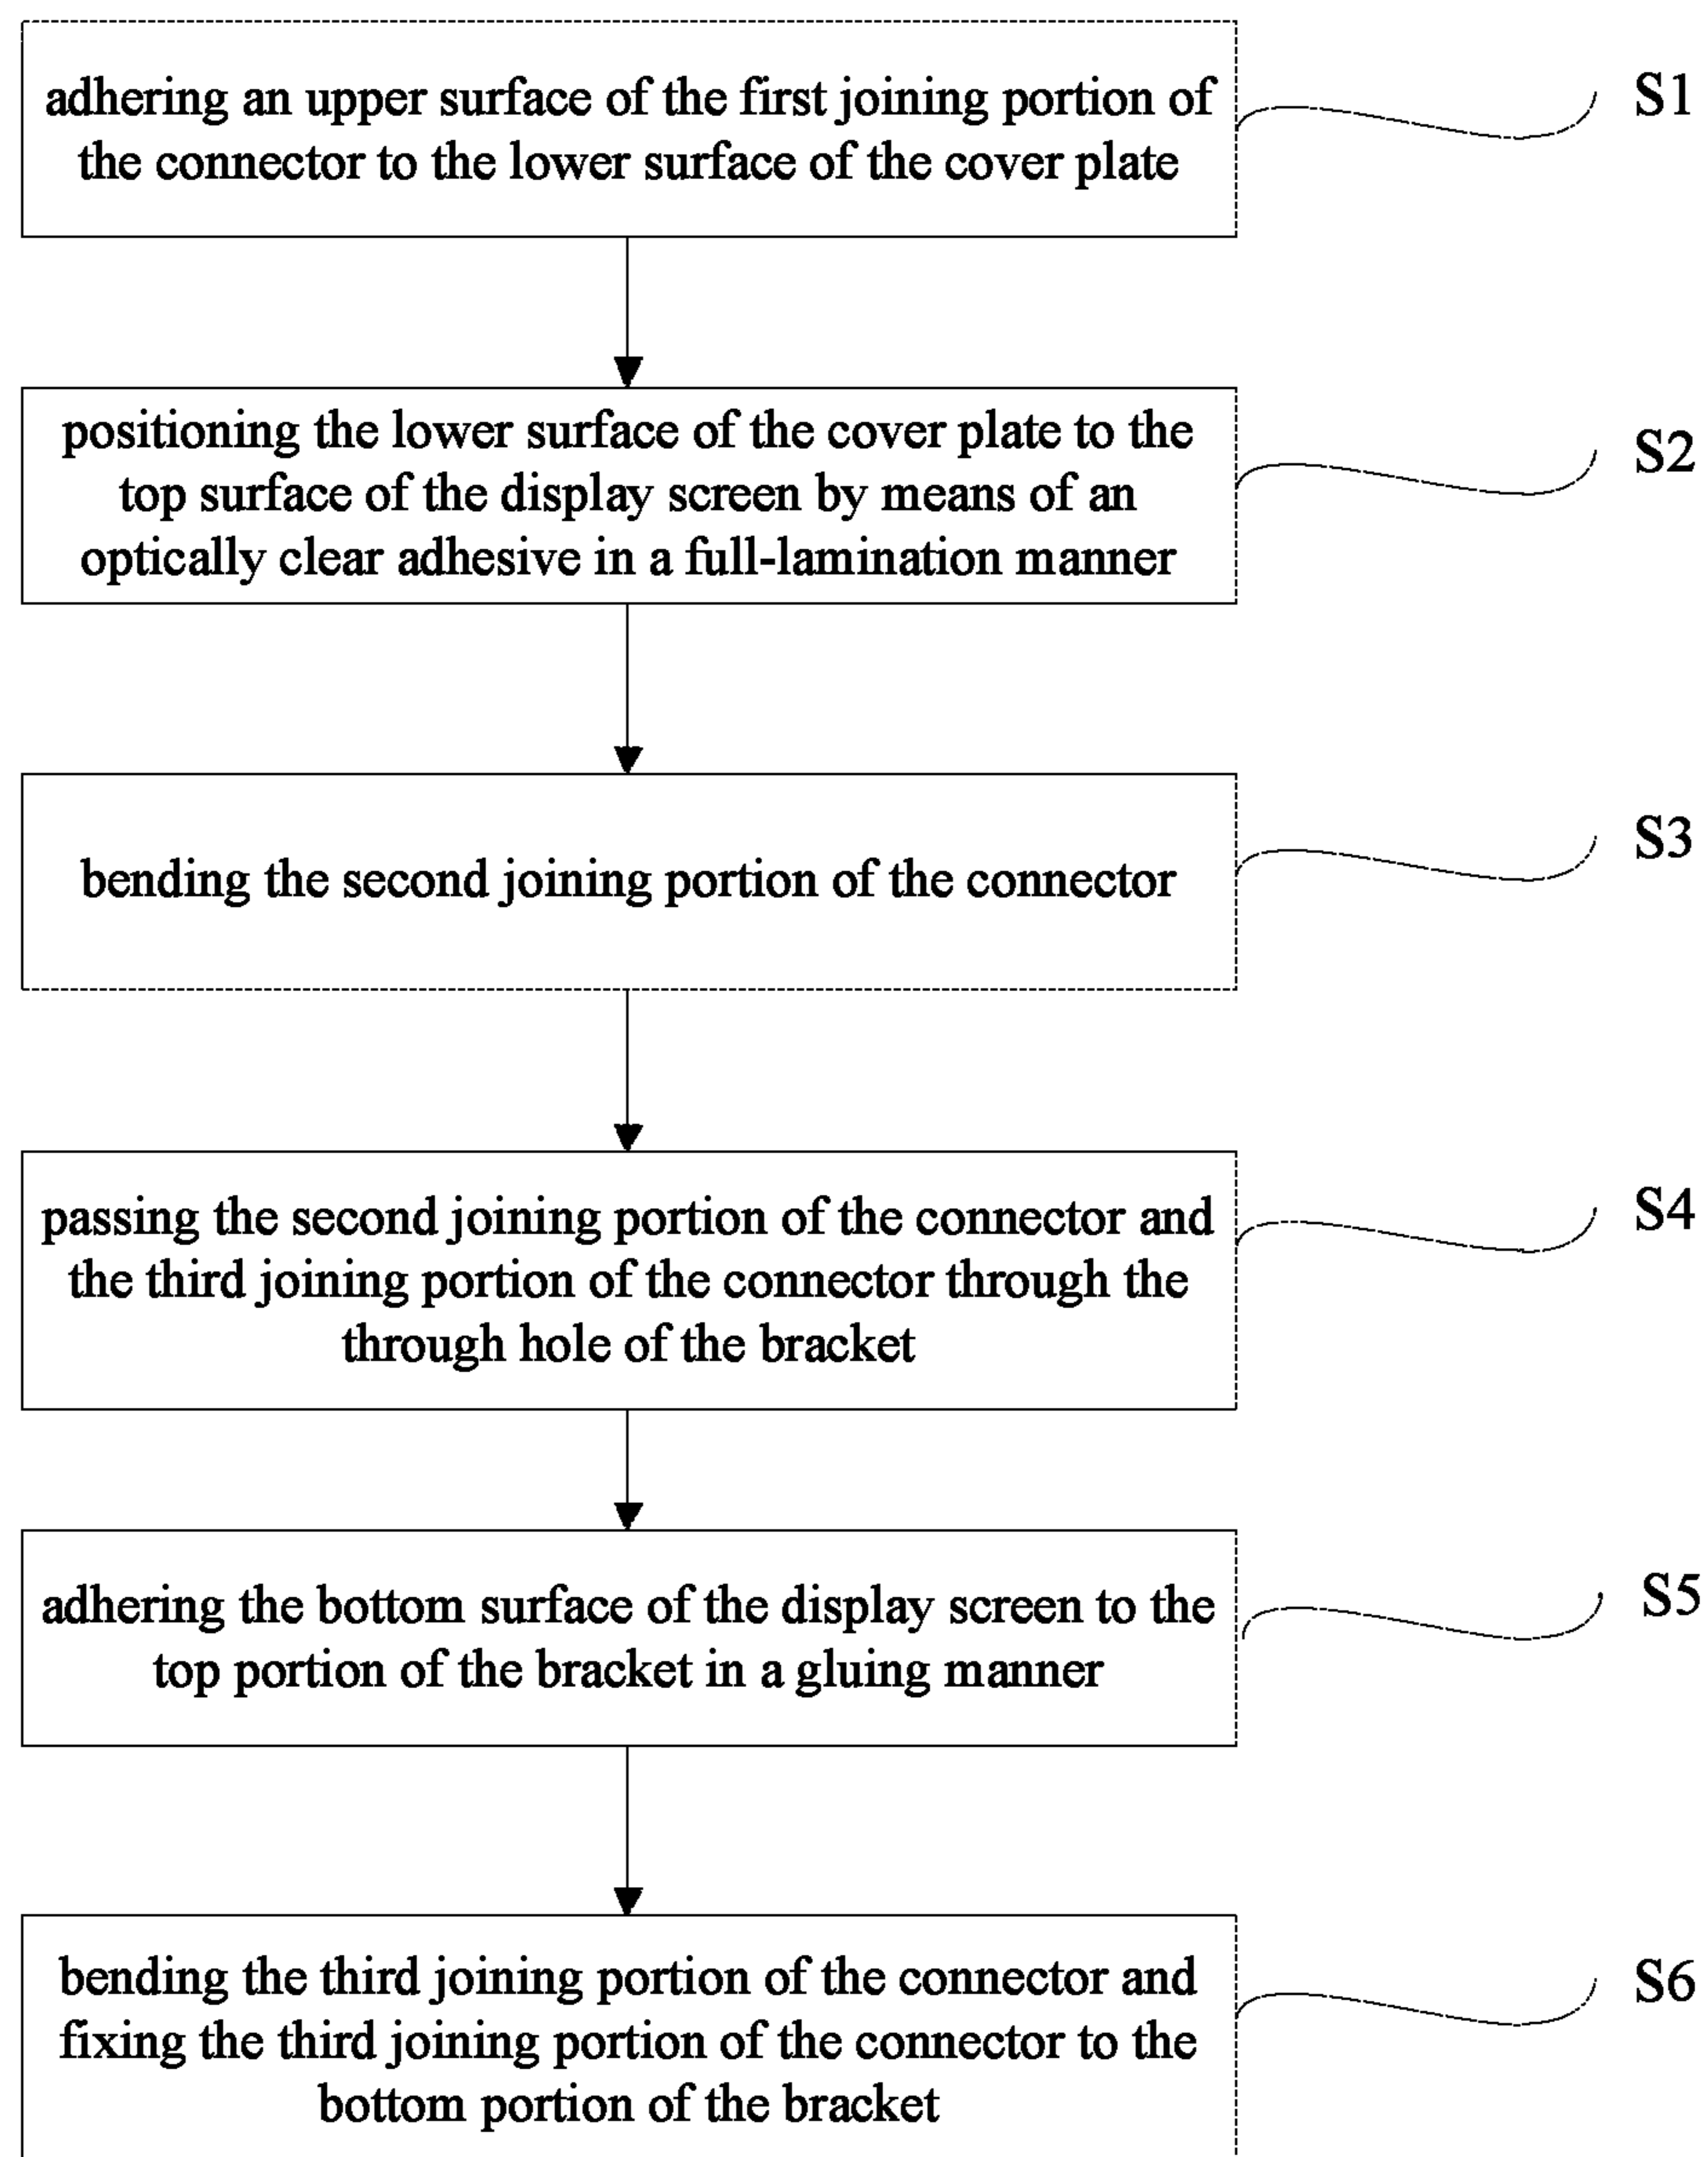 adhering an upper surface of the first joining portion of
the connector to the lower surface of the cover plate
S1
positioning the lower surface of the cover plate to the
top surface of the display screen by means of an
optically clear adhesive in a full-lamination manner
S2
bending the second joining portion of the connector
S3
passing the second joining portion of the connector and
the third joining portion of the connector through the
through hole of the bracket
S4
adhering the bottom surface of the display screen to the
top portion of the bracket in a gluing manner
S5
bending the third joining portion of the connector and
fixing the third joining portion of the connector to the
bottom portion of the bracket
S6